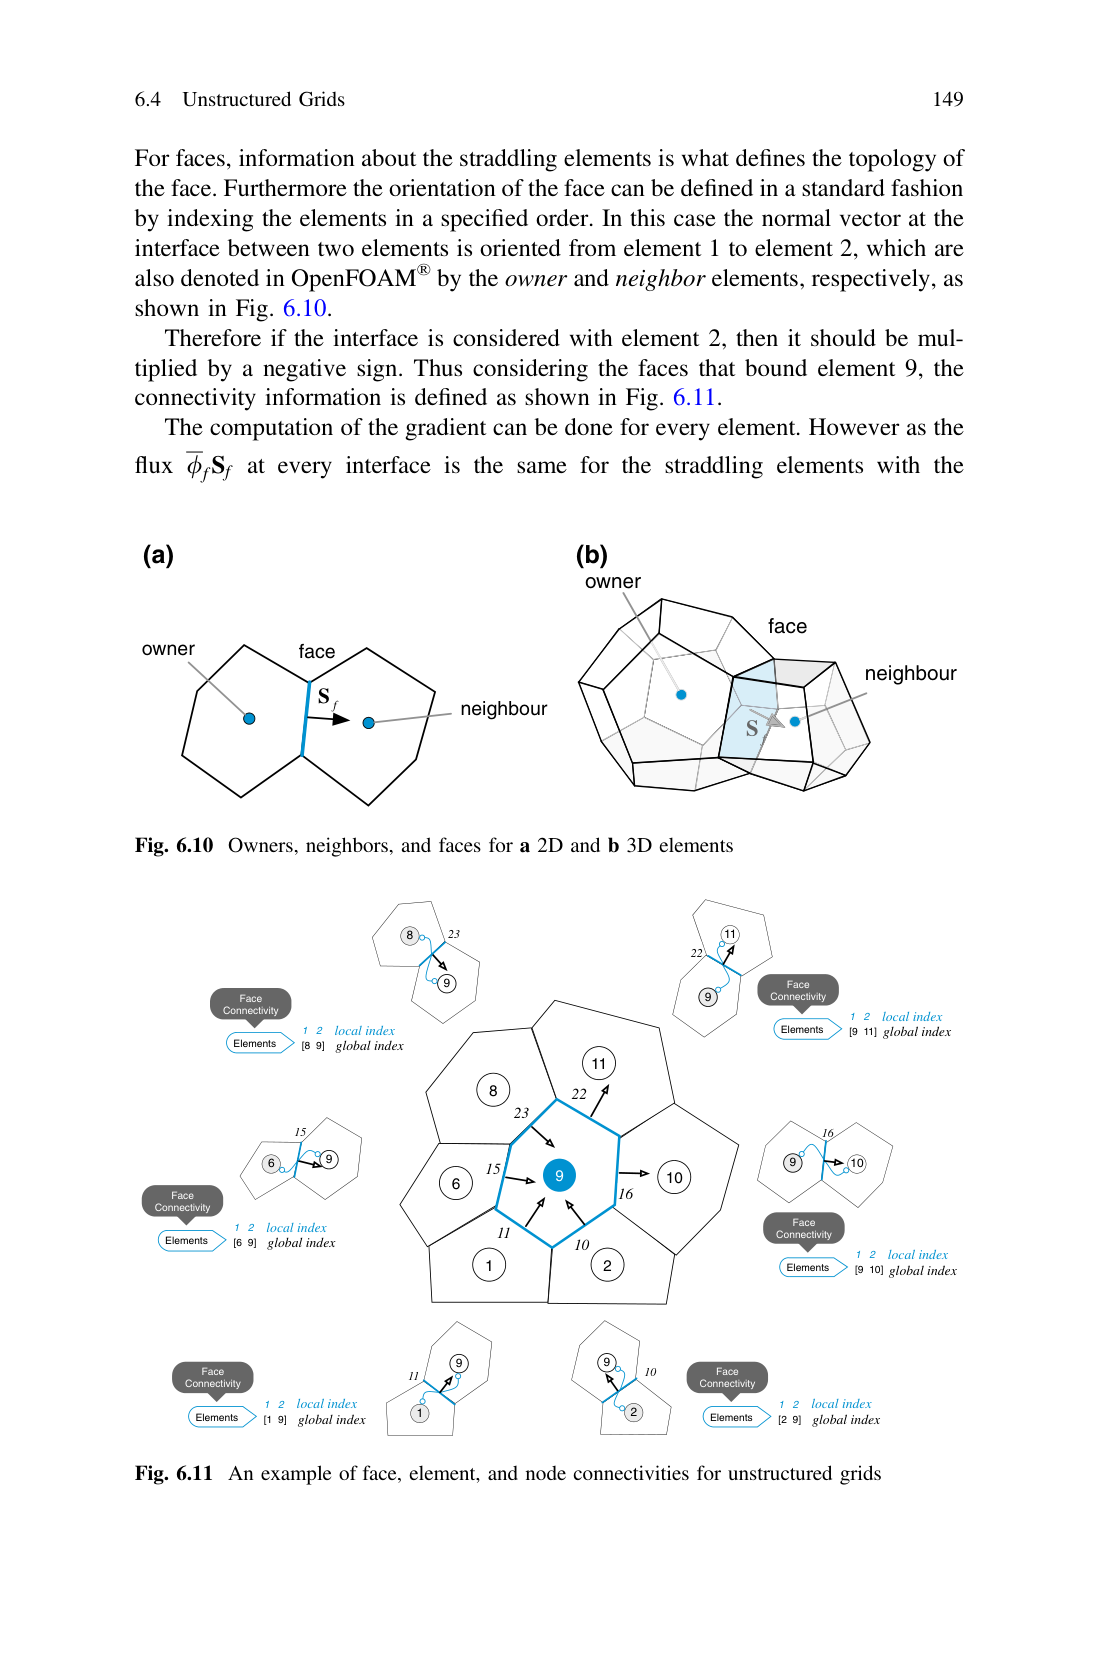 6.4 Unstructured Grids 149
For faces, information about the straddling elements is what defines the topology of
the face. Furthermore the orientation of the face can be defined in a standard fashion
by indexing the elements in a specified order. In this case the normal vector at the
interface between two elements is oriented from element 1 to element 2, which are
also denoted in OpenFOAM® by the owner and neighbor elements, respectively, as
shown in Fig. 6.10.
Therefore if the interface is considered with element 2, then it should be mul-
tiplied by a negative sign. Thus considering the faces that bound element 9, the
connectivity information is defined as shown in Fig. 6.11.
The computation of the gradient can be done for every element. However as the
flux ϕ̅_f S_f at every interface is the same for the straddling elements with the
(a)
owner
face
S_f
neighbour
(b)
owner
face
neighbour
S_f
Fig. 6.10 Owners, neighbors, and faces for a 2D and b 3D elements
8
23
9
Face
Connectivity
1 2 local index
Elements [8 9] global index
11
22
9
Face
Connectivity
1 2 local index
Elements [9 11] global index
11
8
22
23
15
9
6
10
16
11
10
1
2
15
6
9
Face
Connectivity
1 2 local index
Elements [6 9] global index
16
9
10
Face
Connectivity
1 2 local index
Elements [9 10] global index
9
11
1
Face
Connectivity
1 2 local index
Elements [1 9] global index
9
10
2
Face
Connectivity
1 2 local index
Elements [2 9] global index
Fig. 6.11 An example of face, element, and node connectivities for unstructured grids